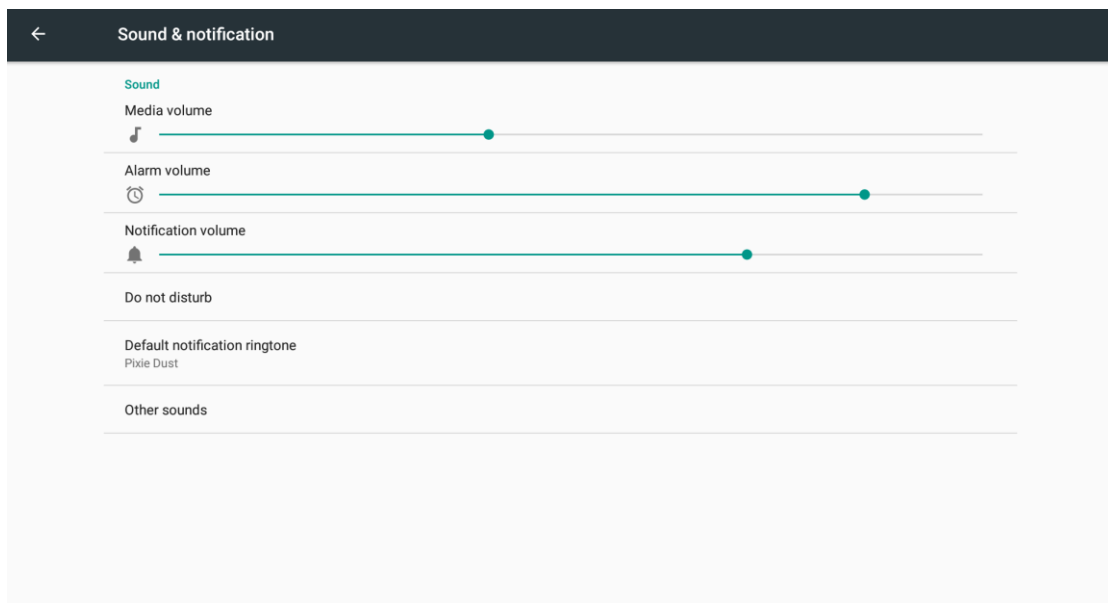 Sound & notification
Sound
Media volume
Alarm volume
Notification volume
Do not disturb
Default notification ringtone
Pixie Dust
Other sounds